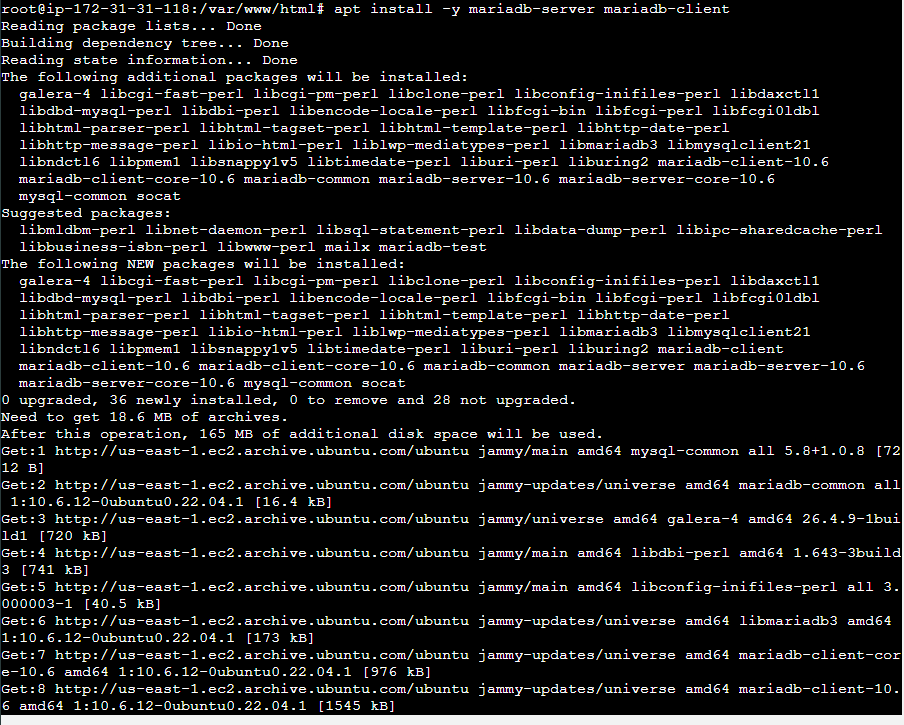 root@ip-172-31-31-118:/var/www/html# apt install -y mariadb-server mariadb-client
Reading package lists... Done
Building dependency tree... Done
Reading state information... Done
The following additional packages will be installed:
  galera-4 libcgi-fast-perl libcgi-pm-perl libclone-perl libconfig-inifiles-perl libdaxctl1
  libdbd-mysql-perl libdbi-perl libencode-locale-perl libfcgi-bin libfcgi-perl libfcgi0ldbl
  libhtml-parser-perl libhtml-tagset-perl libhtml-template-perl libhttp-date-perl
  libhttp-message-perl libio-html-perl liblwp-mediatypes-perl libmariadb3 libmysqlclient21
  libndctl6 libpmem1 libsnappy1v5 libtimedate-perl liburi-perl liburing2 mariadb-client-10.6
  mariadb-client-core-10.6 mariadb-common mariadb-server-10.6 mariadb-server-core-10.6
  mysql-common socat
Suggested packages:
  libmldbm-perl libnet-daemon-perl libsql-statement-perl libdata-dump-perl libipc-sharedcache-perl
  libbusiness-isbn-perl libwww-perl mailx mariadb-test
The following NEW packages will be installed:
  galera-4 libcgi-fast-perl libcgi-pm-perl libclone-perl libconfig-inifiles-perl libdaxctl1
  libdbd-mysql-perl libdbi-perl libencode-locale-perl libfcgi-bin libfcgi-perl libfcgi0ldbl
  libhtml-parser-perl libhtml-tagset-perl libhtml-template-perl libhttp-date-perl
  libhttp-message-perl libio-html-perl liblwp-mediatypes-perl libmariadb3 libmysqlclient21
  libndctl6 libpmem1 libsnappy1v5 libtimedate-perl liburi-perl liburing2 mariadb-client
  mariadb-client-10.6 mariadb-client-core-10.6 mariadb-common mariadb-server mariadb-server-10.6
  mariadb-server-core-10.6 mysql-common socat
0 upgraded, 36 newly installed, 0 to remove and 28 not upgraded.
Need to get 18.6 MB of archives.
After this operation, 165 MB of additional disk space will be used.
Get:1 http://us-east-1.ec2.archive.ubuntu.com/ubuntu jammy/main amd64 mysql-common all 5.8+1.0.8 [72
12 B]
Get:2 http://us-east-1.ec2.archive.ubuntu.com/ubuntu jammy-updates/universe amd64 mariadb-common all
 1:10.6.12-0ubuntu0.22.04.1 [16.4 kB]
Get:3 http://us-east-1.ec2.archive.ubuntu.com/ubuntu jammy/universe amd64 galera-4 amd64 26.4.9-1bui
ld1 [720 kB]
Get:4 http://us-east-1.ec2.archive.ubuntu.com/ubuntu jammy/main amd64 libdbi-perl amd64 1.643-3build
3 [741 kB]
Get:5 http://us-east-1.ec2.archive.ubuntu.com/ubuntu jammy/main amd64 libconfig-inifiles-perl all 3.
000003-1 [40.5 kB]
Get:6 http://us-east-1.ec2.archive.ubuntu.com/ubuntu jammy-updates/universe amd64 libmariadb3 amd64
1:10.6.12-0ubuntu0.22.04.1 [173 kB]
Get:7 http://us-east-1.ec2.archive.ubuntu.com/ubuntu jammy-updates/universe amd64 mariadb-client-cor
e-10.6 amd64 1:10.6.12-0ubuntu0.22.04.1 [976 kB]
Get:8 http://us-east-1.ec2.archive.ubuntu.com/ubuntu jammy-updates/universe amd64 mariadb-client-10.
6 amd64 1:10.6.12-0ubuntu0.22.04.1 [1545 kB]